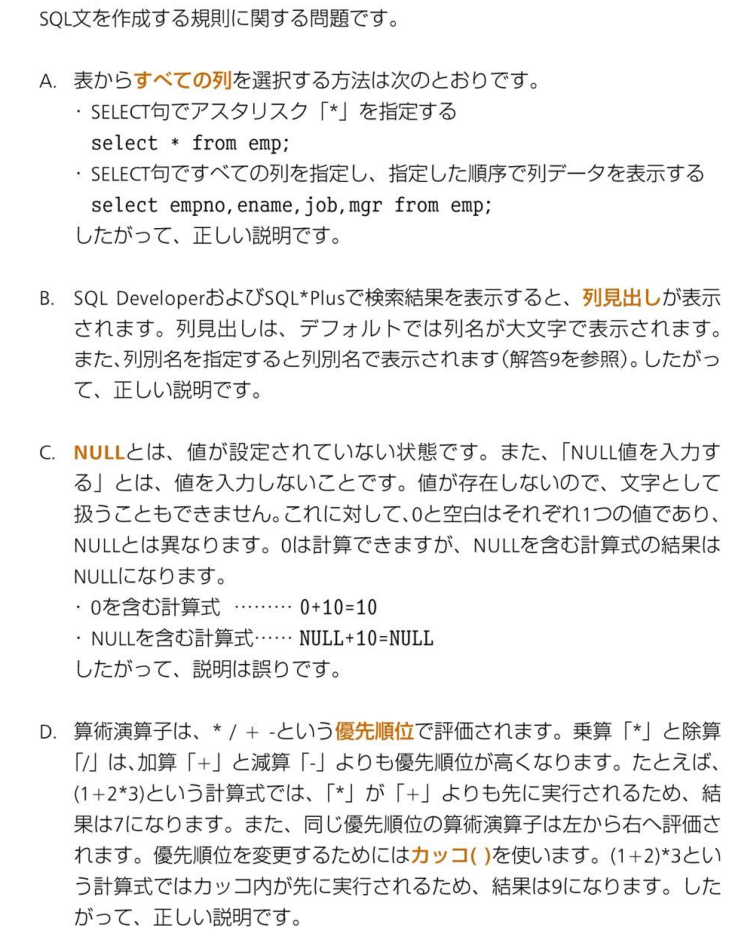 SQL文を作成する規則に関する問題です。
A. 表からすべての列を選択する方法は次のとおりです。
・SELECT句でアスタリスク「*」を指定する
select * from emp;
・SELECT句ですべての列を指定し、指定した順序で列データを表示する
select empno,ename,job,mgr from emp;
したがって、正しい説明です。
B. SQL DeveloperおよびSQL*Plusで検索結果を表示すると、列見出しが表示
されます。列見出しは、デフォルトでは列名が大文字で表示されます。
また、列別名を指定すると列別名で表示されます(解答9を参照)。したがっ
て、正しい説明です。
C. NULLとは、値が設定されていない状態です。また、「NULL値を入力す
る」とは、値を入力しないことです。値が存在しないので、文字として
扱うこともできません。これに対して、0と空白はそれぞれ1つの値であり、
NULLとは異なります。0は計算できますが、NULLを含む計算式の結果は
NULLになります。
・0を含む計算式 ……… 0+10=10
・NULLを含む計算式…… NULL+10=NULL
したがって、説明は誤りです。
D. 算術演算子は、* / + -という優先順位で評価されます。乗算「*」と除算
「/」は、加算「+」と減算「-」よりも優先順位が高くなります。たとえば、
(1+2*3)という計算式では、「*」が「+」よりも先に実行されるため、結
果は7になります。また、同じ優先順位の算術演算子は左から右へ評価さ
れます。優先順位を変更するためにはカッコ( )を使います。(1+2)*3とい
う計算式ではカッコ内が先に実行されるため、結果は9になります。した
がって、正しい説明です。